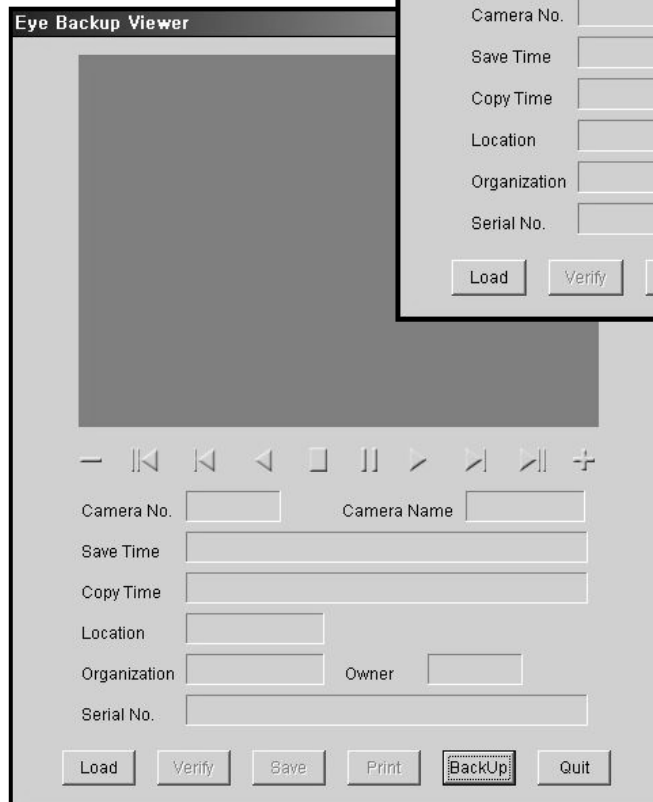 Eye Backup Viewer
Camera No.
Save Time
Copy Time
Location
Organization
Serial No.
Load Verify
Camera No. Camera Name
Save Time
Copy Time
Location
Organization Owner
Serial No.
Load Verify Save Print BackUp Quit